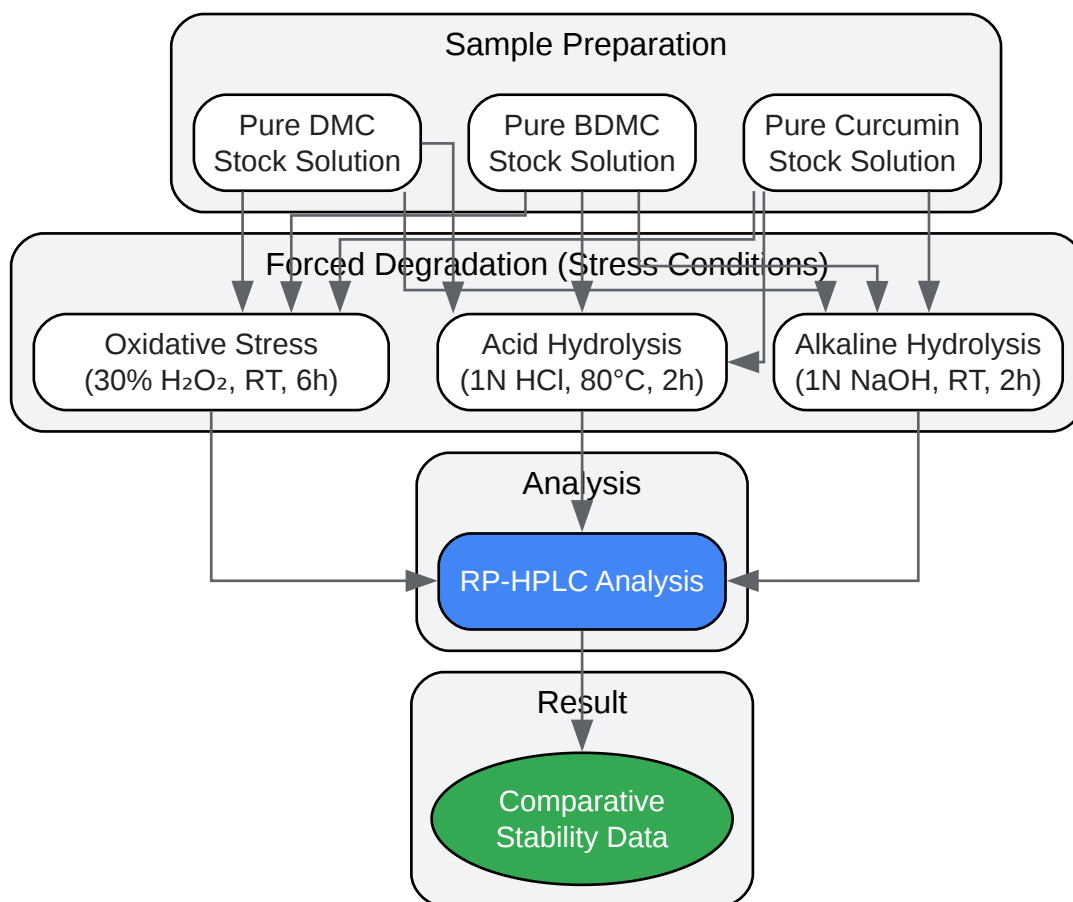 Sample Preparation
Pure DMC
Stock Solution
Pure BDMC
Stock Solution
Pure Curcumin
Stock Solution
Forced Degradation (Stress Conditions)
Oxidative Stress
(30% H₂O₂, RT, 6h)
Acid Hydrolysis
(1N HCl, 80°C, 2h)
Alkaline Hydrolysis
(1N NaOH, RT, 2h)
Analysis
RP-HPLC Analysis
Result
Comparative
Stability Data